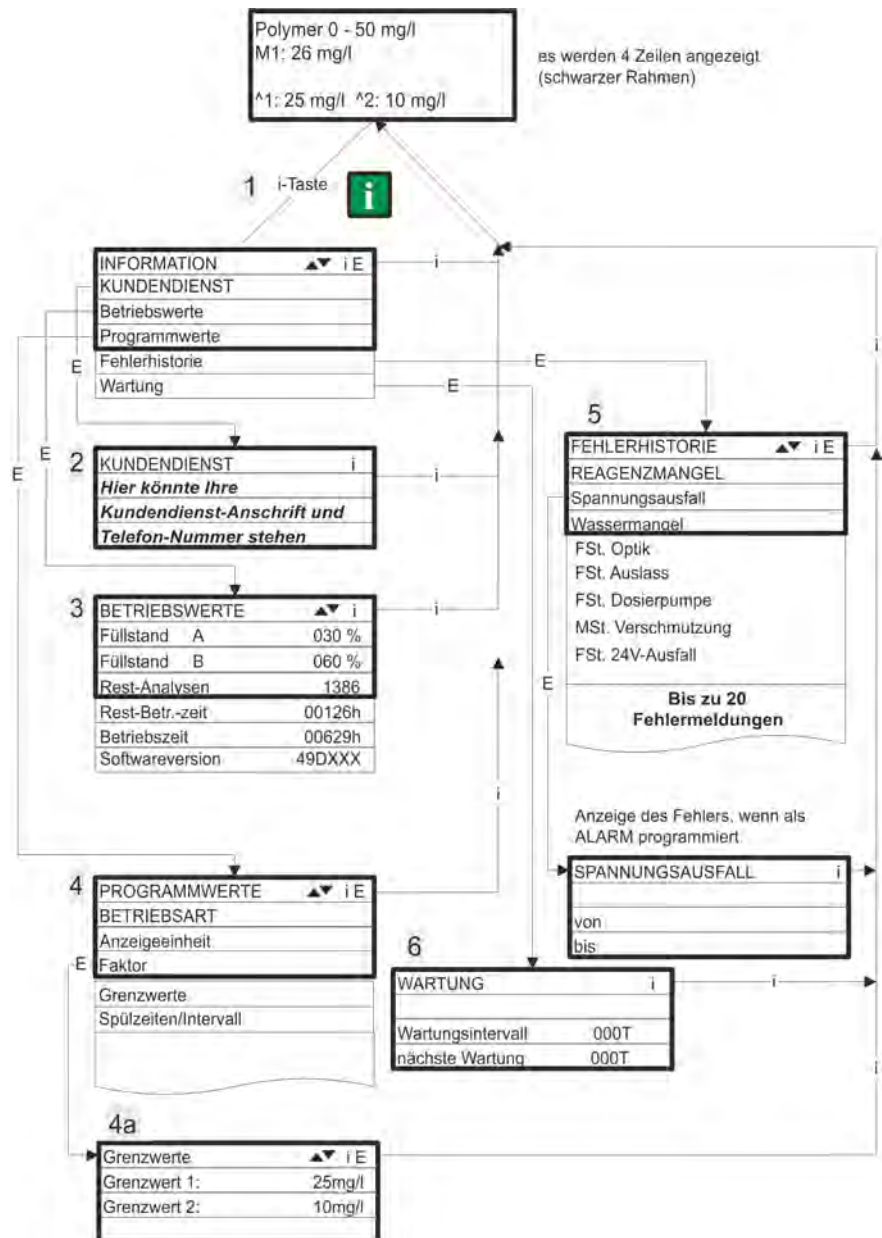 Polymer 0 - 50 mg/l
M1: 26 mg/l
^1: 25 mg/l ^2: 10 mg/l
es werden 4 Zeilen angezeigt
(schwarzer Rahmen)
1 i-Taste
i
INFORMATION ▲▼ i E
KUNDENDIENST
Betriebswerte
Programmwerte
Fehlerhistorie
Wartung
i
E
E
E
E
E
i
2
KUNDENDIENST i
Hier könnte Ihre
Kundendienst-Anschrift und
Telefon-Nummer stehen
i
3
BETRIEBSWERTE ▲▼ i
Füllstand A 030 %
Füllstand B 060 %
Rest-Analysen 1386
Rest-Betr.-zeit 00126h
Betriebszeit 00629h
Softwareversion 49DXXX
i
i
5
FEHLERHISTORIE ▲▼ i E
REAGENZMANGEL
Spannungsausfall
Wassermangel
FSt. Optik
FSt. Auslass
FSt. Dosierpumpe
MSt. Verschmutzung
FSt. 24V-Ausfall
Bis zu 20
Fehlermeldungen
E
Anzeige des Fehlers, wenn als
ALARM programmiert
SPANNUNGSAUSFALL i
von
bis
4
PROGRAMMWERTE ▲▼ i E
BETRIEBSART
Anzeigeeinheit
Faktor
Grenzwerte
Spülzeiten/Intervall
E
6
WARTUNG i
Wartungsintervall 000T
nächste Wartung 000T
i
i
4a
Grenzwerte ▲▼ i E
Grenzwert 1: 25mg/l
Grenzwert 2: 10mg/l